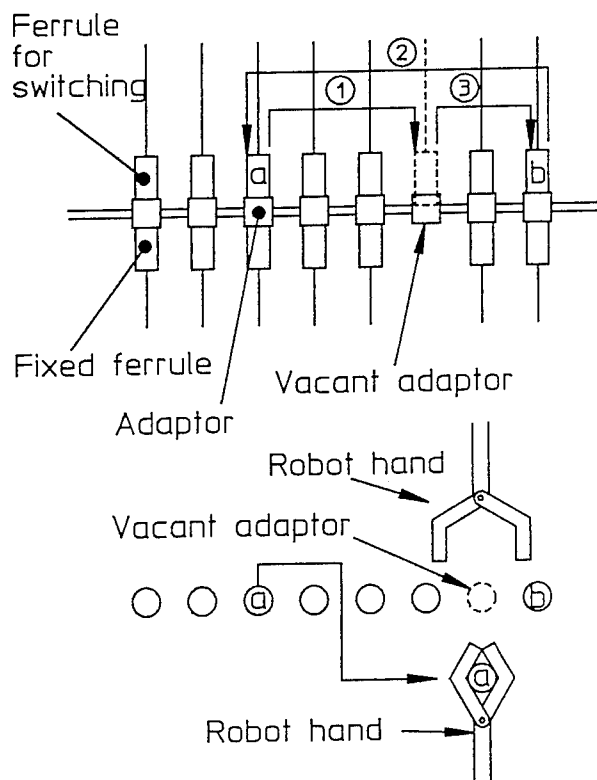 Ferrule
for
switching
②
①
③
a
b
Fixed ferrule
Vacant adaptor
Adaptor
Robot hand
Vacant adaptor
a
b
a
Robot hand